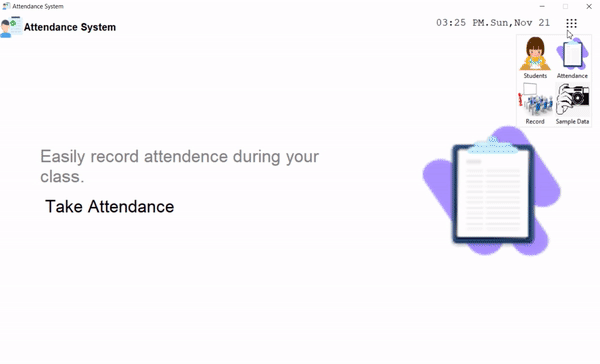 Attendance System
Attendance System
03:25 PM.Sun,Nov 21
Students
Attendance
Record
Sample Data
Easily record attendence during your
class.
Take Attendance